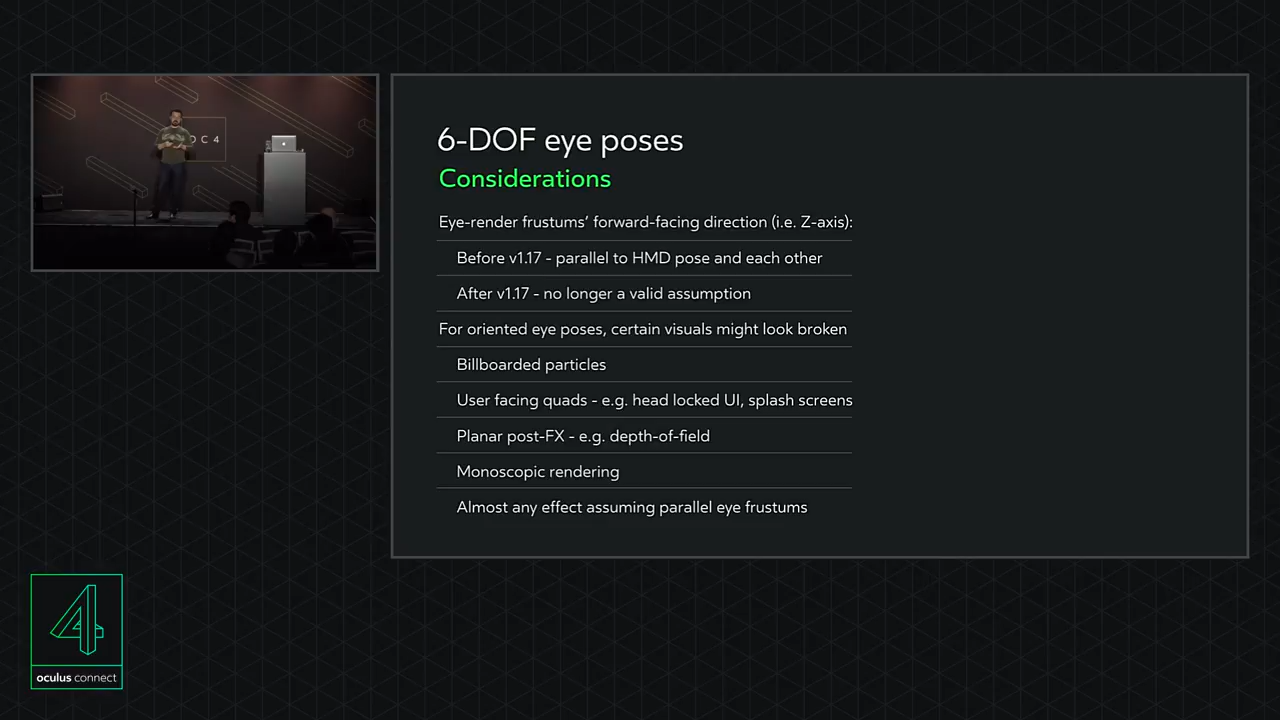 OC4
6-DOF eye poses
Considerations
Eye-render frustums’ forward-facing direction (i.e. Z-axis):
Before v1.17 - parallel to HMD pose and each other
After v1.17 - no longer a valid assumption
For oriented eye poses, certain visuals might look broken
Billboarded particles
User facing quads - e.g. head locked UI, splash screens
Planar post-FX - e.g. depth-of-field
Monoscopic rendering
Almost any effect assuming parallel eye frustums
4
oculus connect